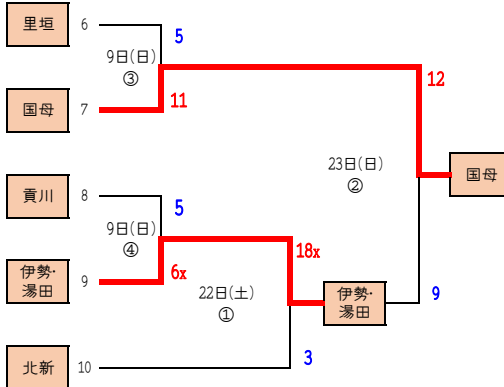 里垣 6
5
9日(日)
③
12
国母 7
11
23日(日)
②
国母
貢川 8
5
9日(日)
④
18x
伊勢・
湯田 9
6x
22日(土)
①
伊勢・
湯田
9
3
北新 10